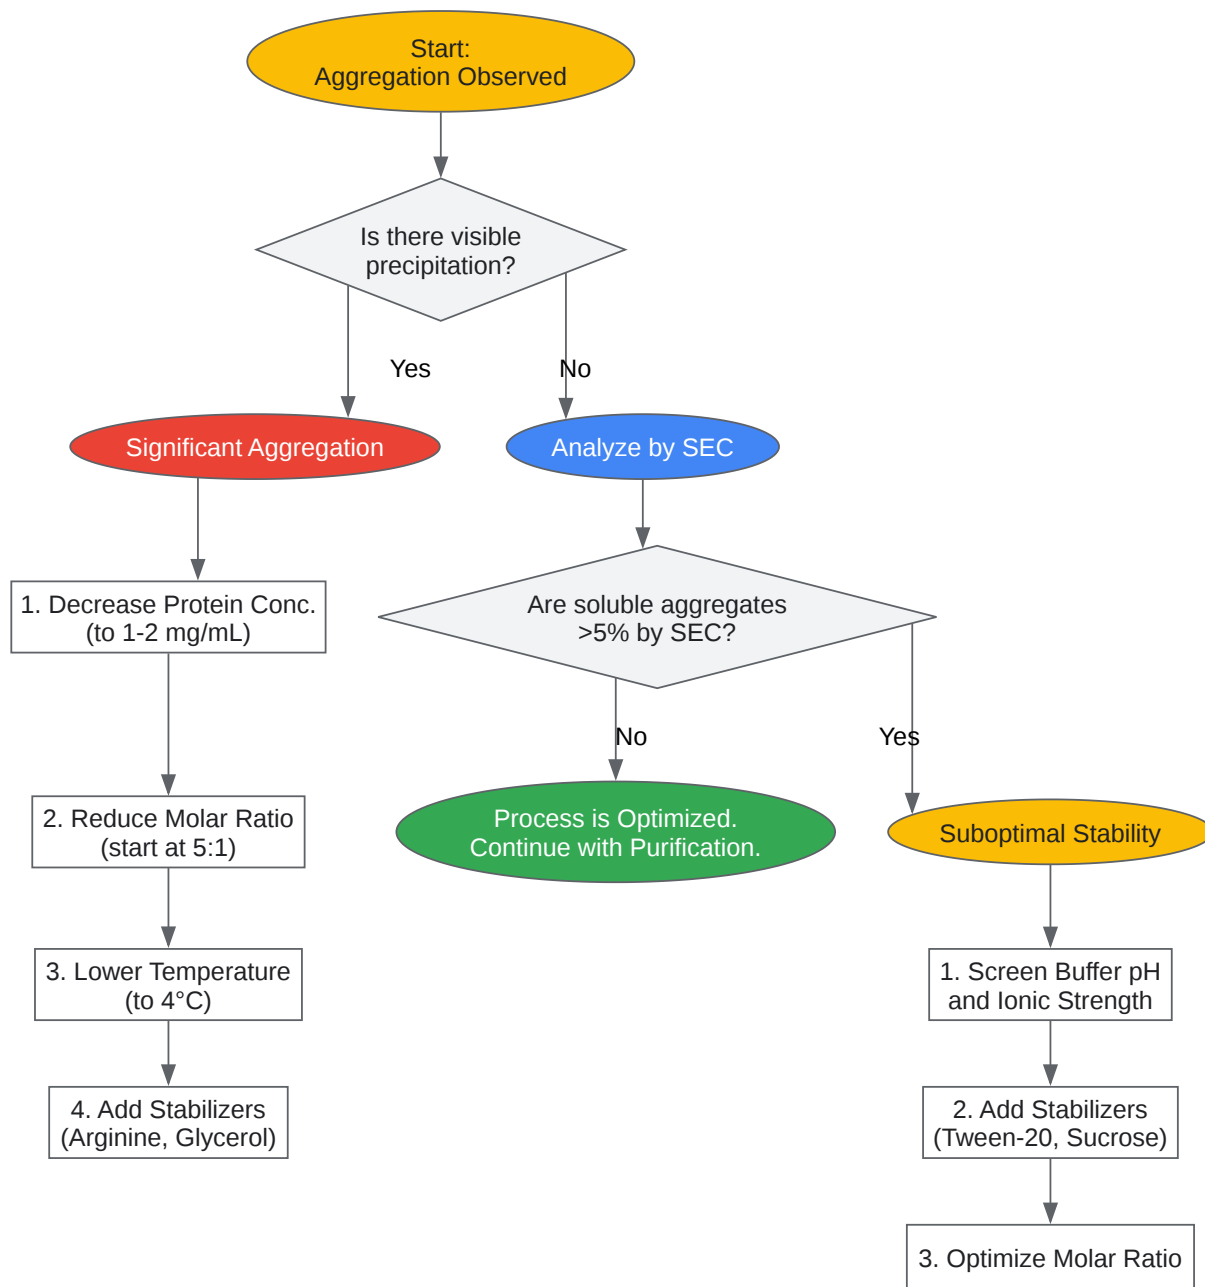 Start:
Aggregation Observed
Is there visible
precipitation?
Yes
No
Significant Aggregation
Analyze by SEC
1. Decrease Protein Conc.
(to 1-2 mg/mL)
Are soluble aggregates
>5% by SEC?
No
Yes
2. Reduce Molar Ratio
(start at 5:1)
Process is Optimized.
Continue with Purification.
Suboptimal Stability
3. Lower Temperature
(to 4°C)
1. Screen Buffer pH
and Ionic Strength
4. Add Stabilizers
(Arginine, Glycerol)
2. Add Stabilizers
(Tween-20, Sucrose)
3. Optimize Molar Ratio